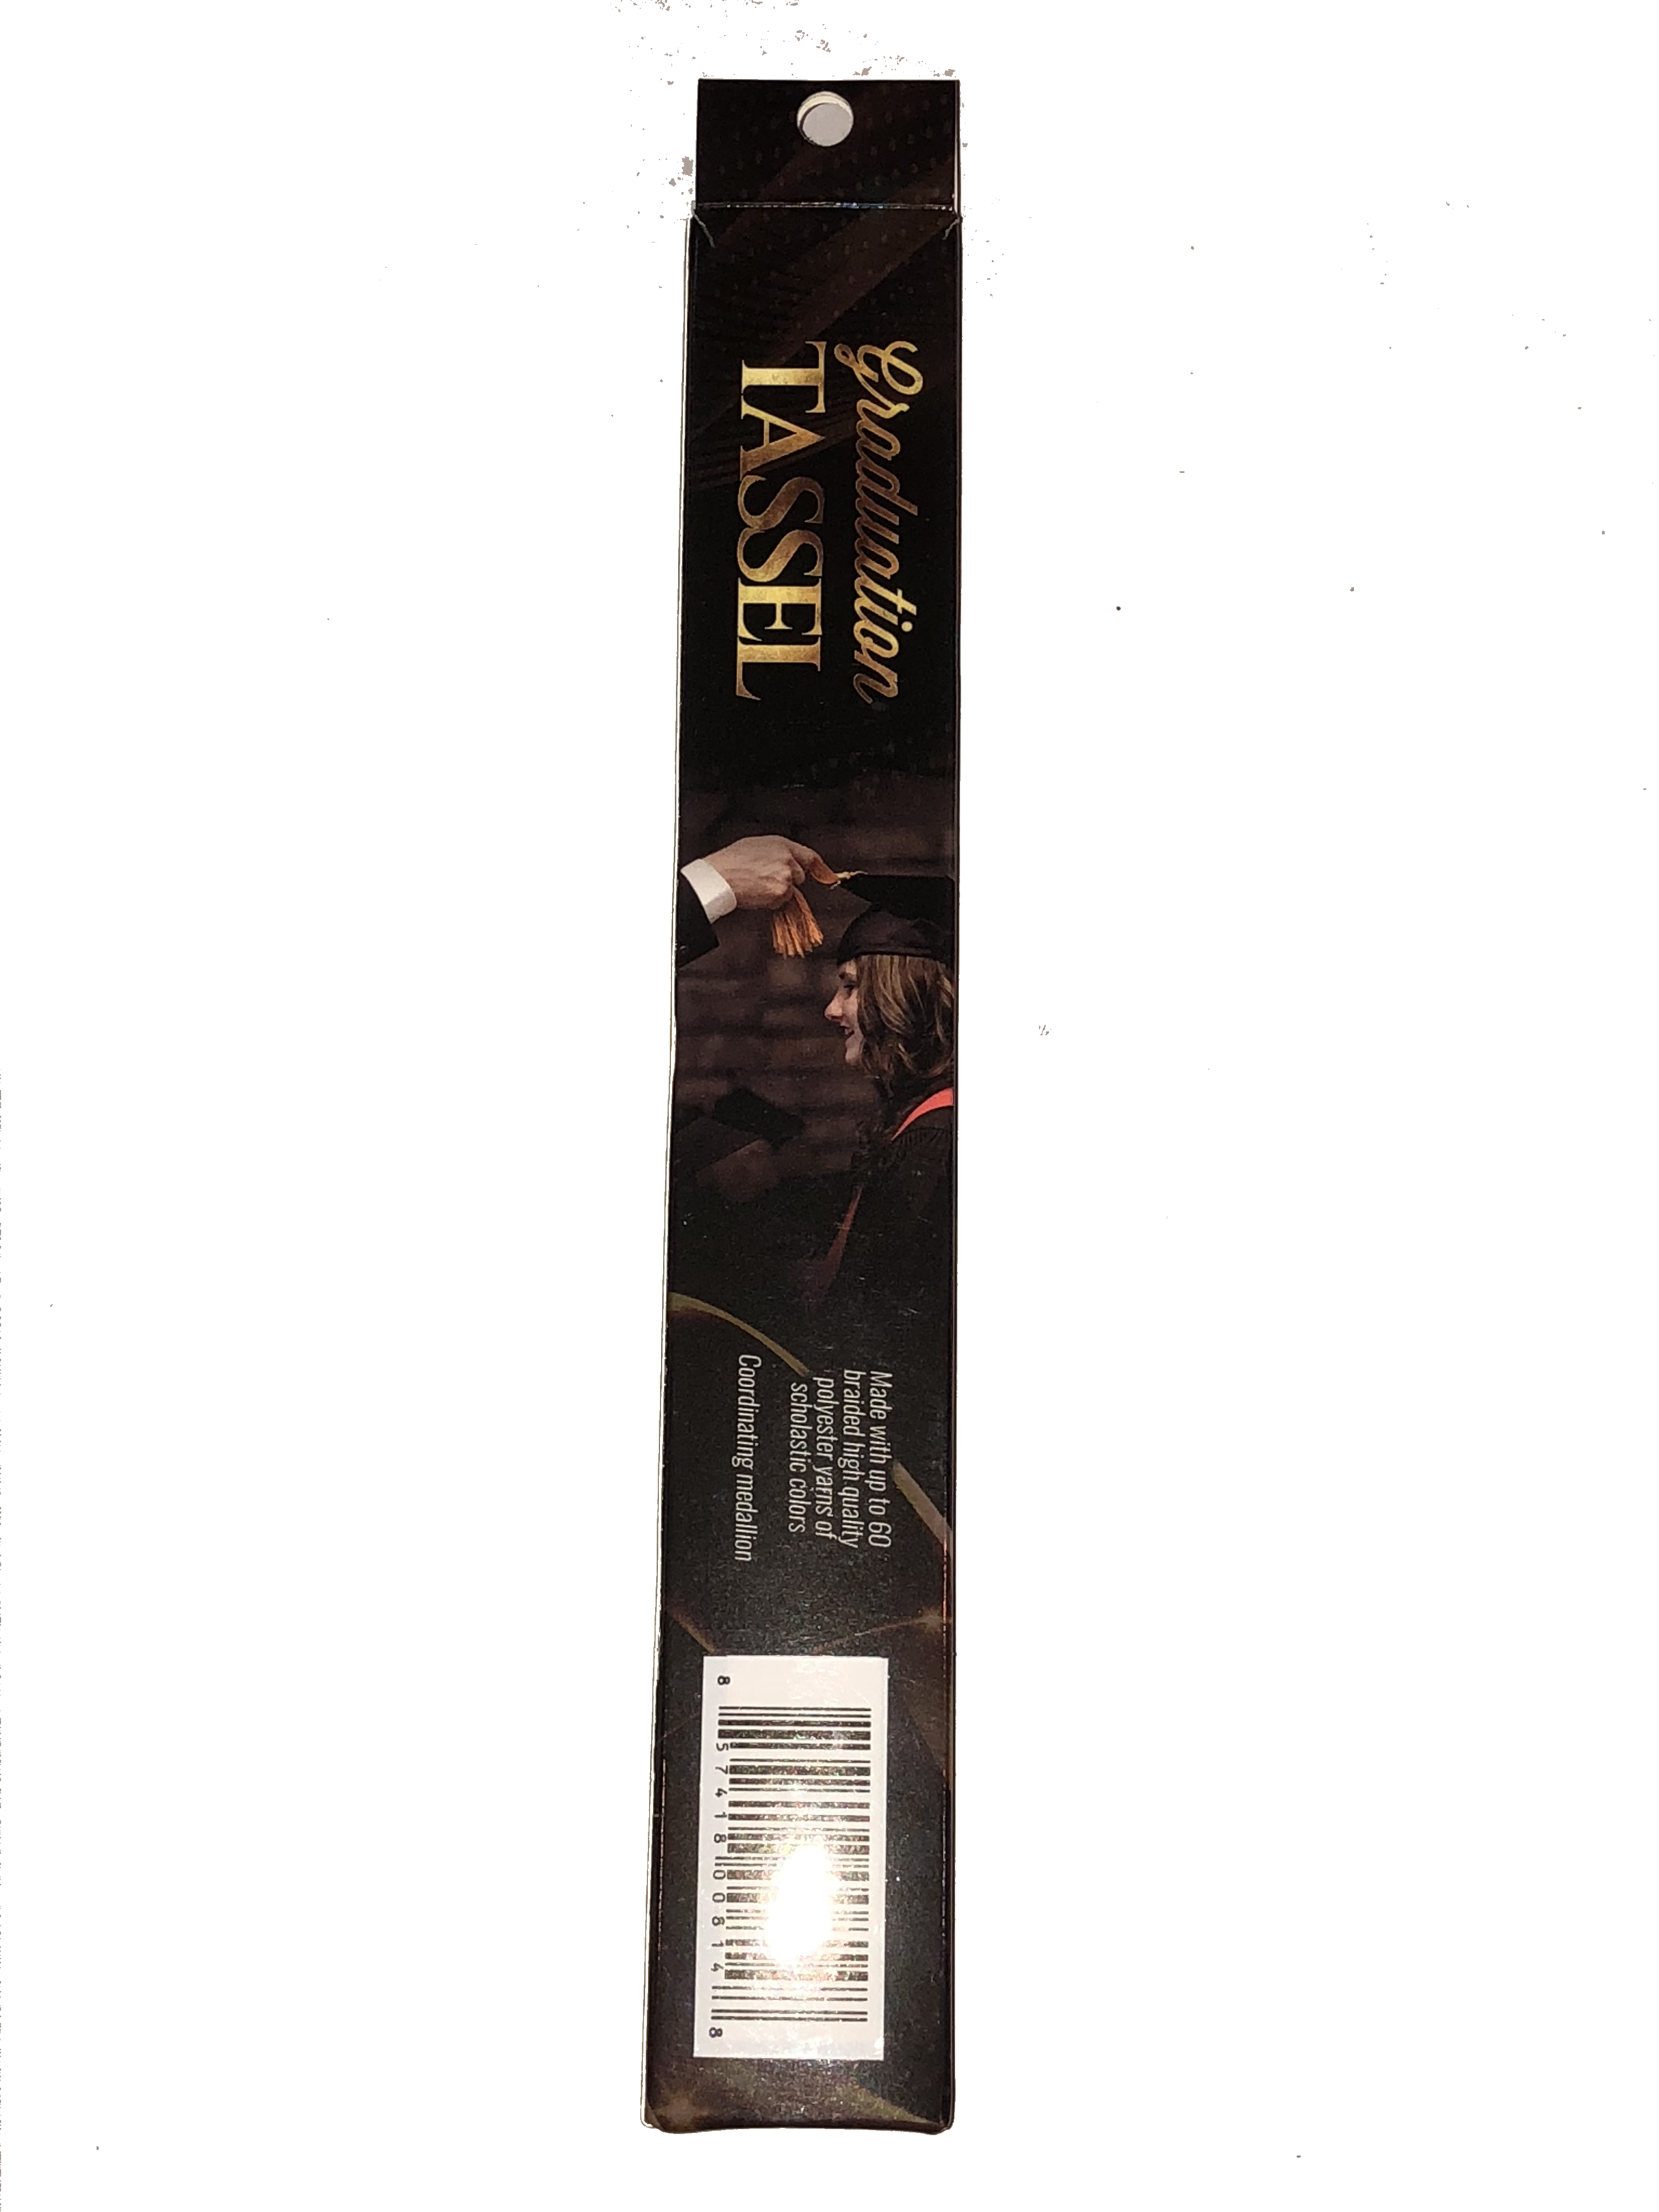 Graduation
TASSEL
Made with up to 60
braided high quality
polyester yarns of
scholastic colors
Coordinating medallion
8 57418 00814 8